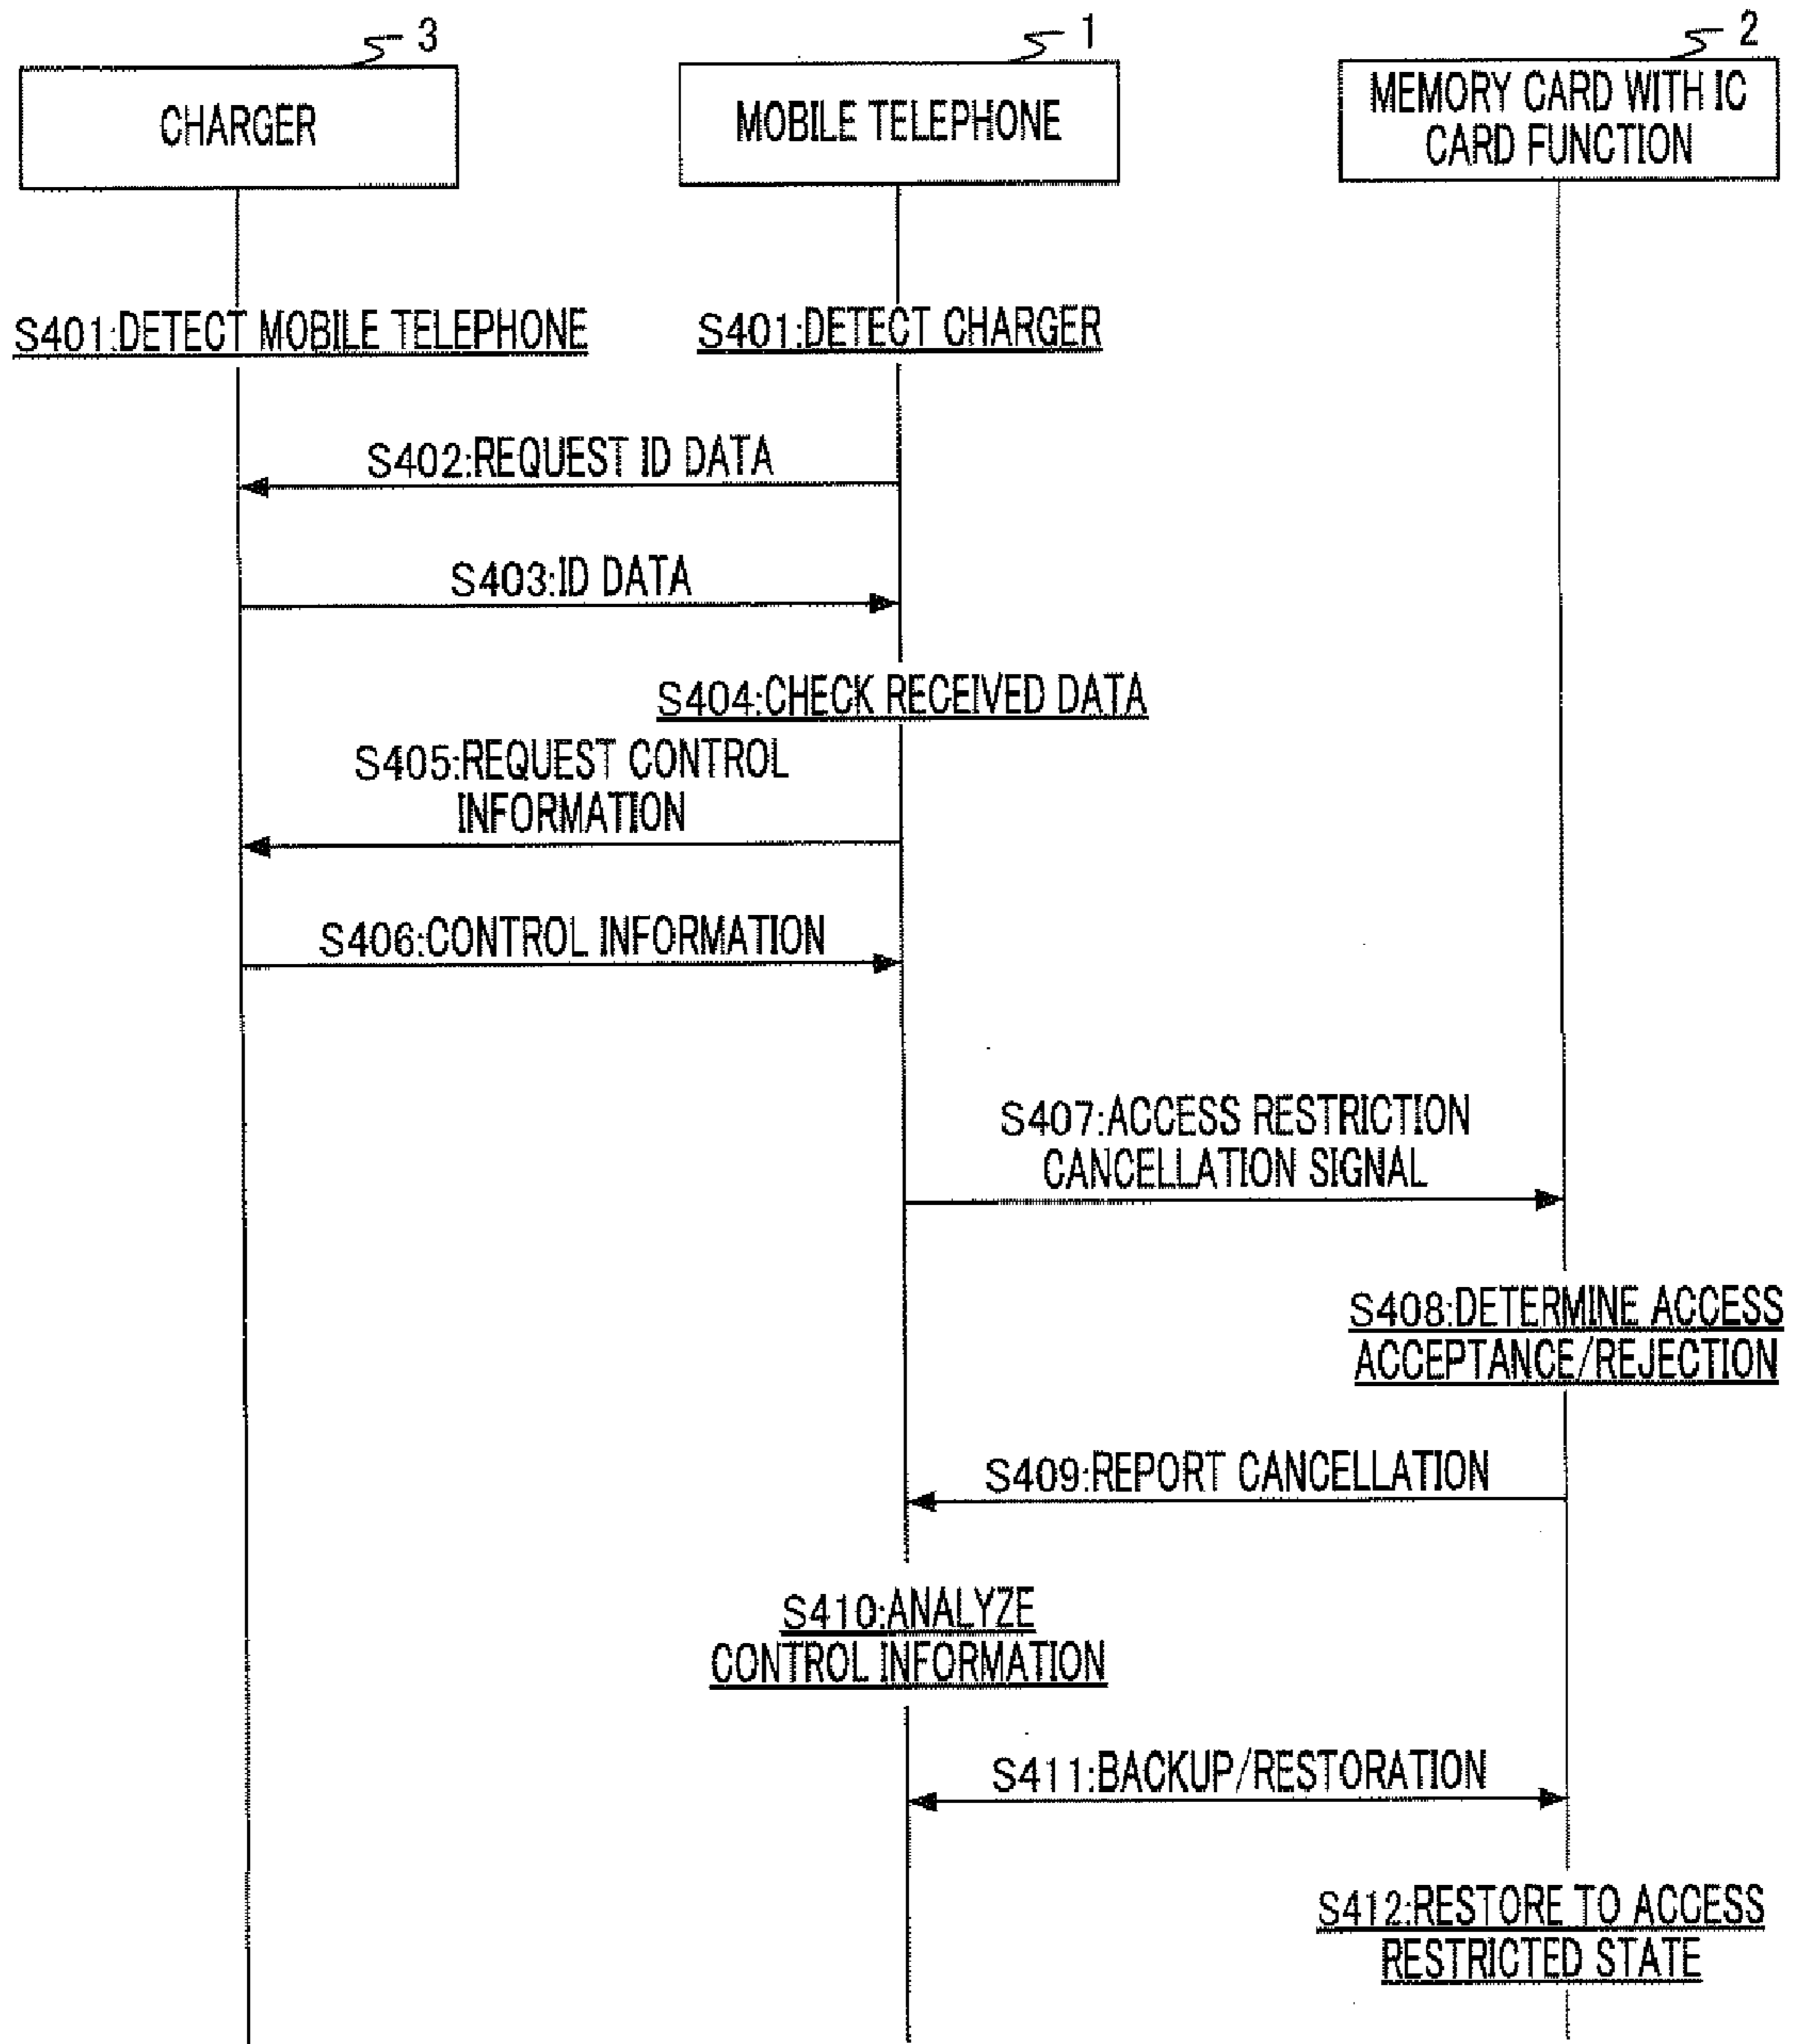 3
1
2
CHARGER
MOBILE TELEPHONE
MEMORY CARD WITH IC
CARD FUNCTION
S401:DETECT MOBILE TELEPHONE
S401:DETECT CHARGER
S402:REQUEST ID DATA
S403:ID DATA
S404:CHECK RECEIVED DATA
S405:REQUEST CONTROL
INFORMATION
S406:CONTROL INFORMATION
S407:ACCESS RESTRICTION
CANCELLATION SIGNAL
S408:DETERMINE ACCESS
ACCEPTANCE/REJECTION
S409:REPORT CANCELLATION
S410:ANALYZE
CONTROL INFORMATION
S411:BACKUP/RESTORATION
S412:RESTORE TO ACCESS
RESTRICTED STATE